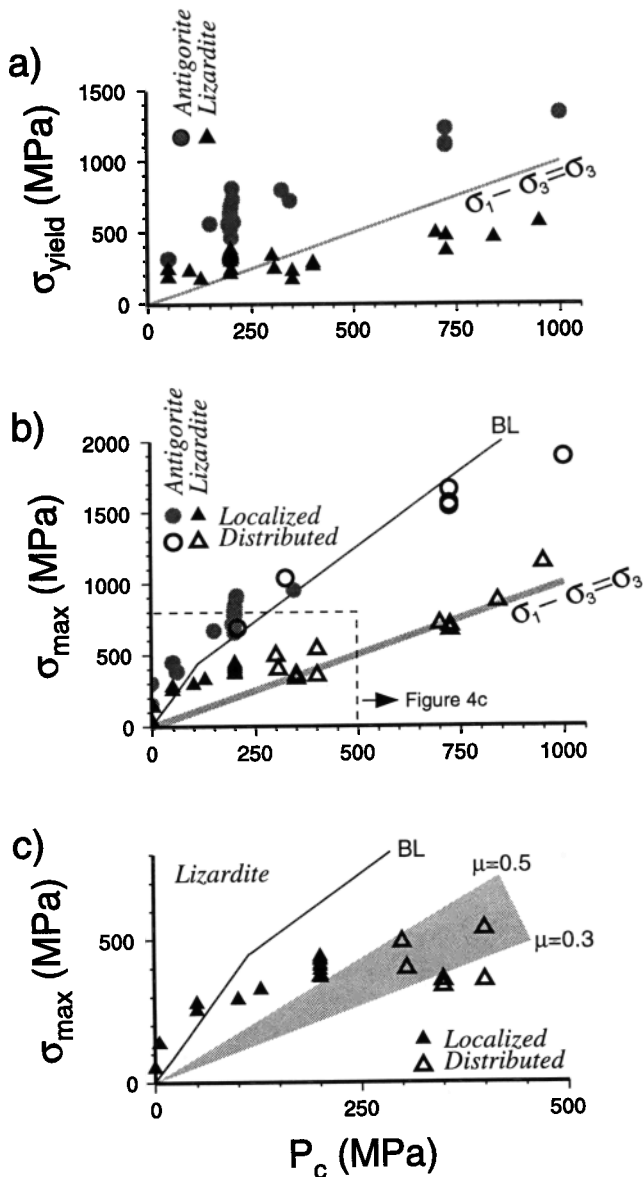 a)
Antigorite
Lizardite
1500
1000
500
0
σyield (MPa)
σ1 – σ3=σ3
0 250 500 750 1000
b)
BL
2000
1500
1000
500
0
σmax (MPa)
Antigorite
Lizardite
Localized
Distributed
σ1 – σ3=σ3
Figure 4c
0 250 500 750 1000
c)
Lizardite
BL
μ=0.5
μ=0.3
500
0
σmax (MPa)
Localized
Distributed
0 250 500
Pc (MPa)